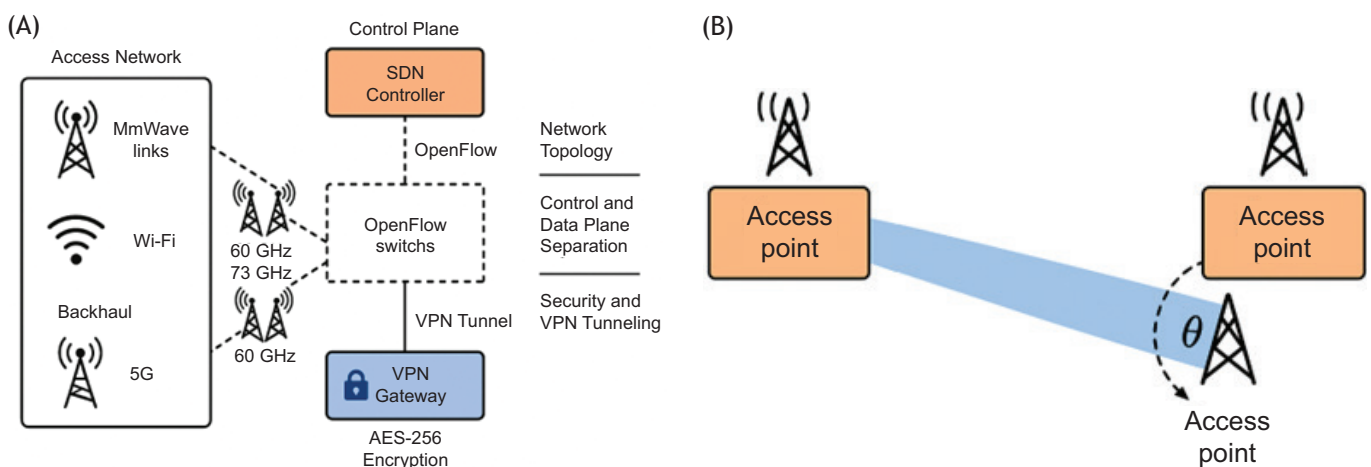 (A)
Access Network
MmWave
links
Wi-Fi
Backhaul
5G
60 GHz
73 GHz
60 GHz
Control Plane
SDN
Controller
OpenFlow
OpenFlow
switchs
VPN Tunnel
VPN
Gateway
AES-256
Encryption
Network
Topology
Control and
Data Plane
Separation
Security and
VPN Tunneling
(B)
Access
point
Access
point
θ
Access
point